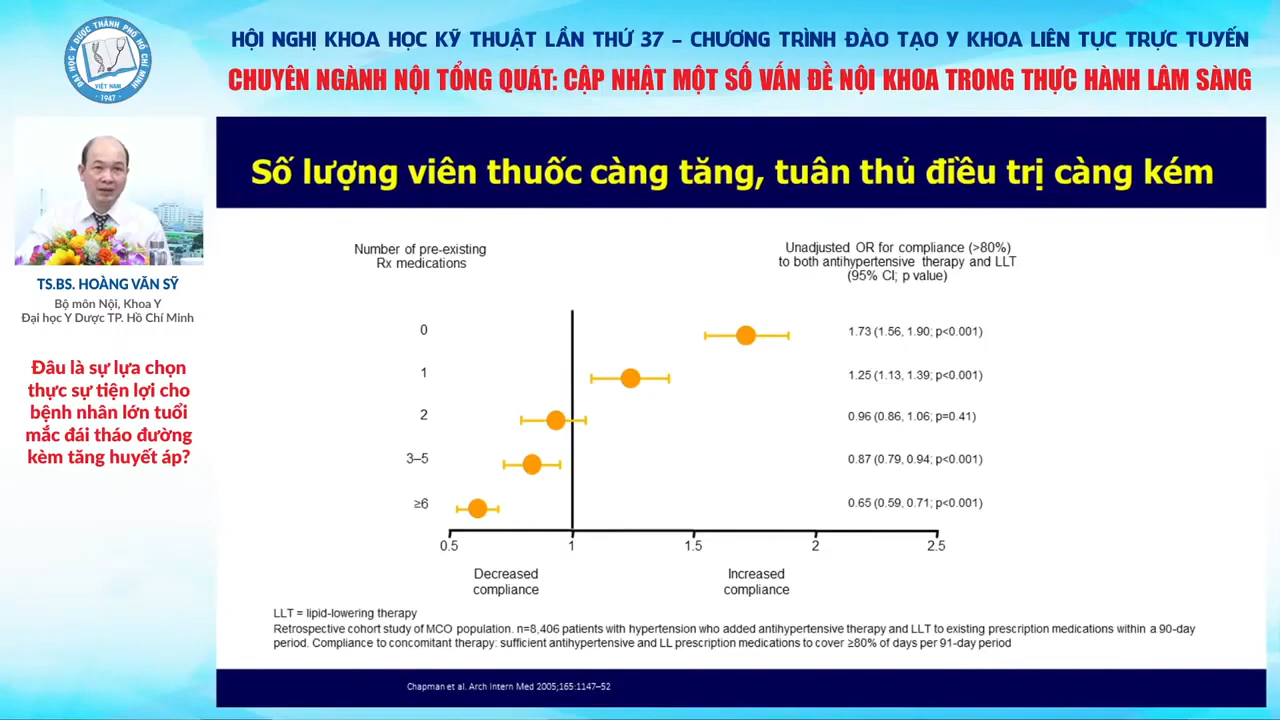 ĐẠI HỌC Y DƯỢC THÀNH PHỐ HỒ CHÍ MINH
VIỆT NAM
1947
HỘI NGHỊ KHOA HỌC KỸ THUẬT LẦN THỨ 37 – CHƯƠNG TRÌNH ĐÀO TẠO Y KHOA LIÊN TỤC TRỰC TUYẾN
CHUYÊN NGÀNH NỘI TỔNG QUÁT: CẬP NHẬT MỘT SỐ VẤN ĐỀ NỘI KHOA TRONG THỰC HÀNH LÂM SÀNG
TS.BS. HOÀNG VĂN SỸ
Bộ môn Nội, Khoa Y
Đại học Y Dược TP. Hồ Chí Minh
Đâu là sự lựa chọn
thực sự tiện lợi cho
bệnh nhân lớn tuổi
mắc đái tháo đường
kèm tăng huyết áp?
Số lượng viên thuốc càng tăng, tuân thủ điều trị càng kém
Number of pre-existing
Rx medications
Unadjusted OR for compliance (>80%)
to both antihypertensive therapy and LLT
(95% CI; p value)
0 1.73 (1.56, 1.90; p<0.001)
1 1.25 (1.13, 1.39; p<0.001)
2 0.96 (0.86, 1.06; p=0.41)
3–5 0.87 (0.79, 0.94; p<0.001)
≥6 0.65 (0.59, 0.71; p<0.001)
0.5 1 1.5 2 2.5
Decreased
compliance
Increased
compliance
LLT = lipid-lowering therapy
Retrospective cohort study of MCO population. n=8,406 patients with hypertension who added antihypertensive therapy and LLT to existing prescription medications within a 90-day
period. Compliance to concomitant therapy: sufficient antihypertensive and LL prescription medications to cover ≥80% of days per 91-day period
Chapman et al. Arch Intern Med 2005;165:1147–52